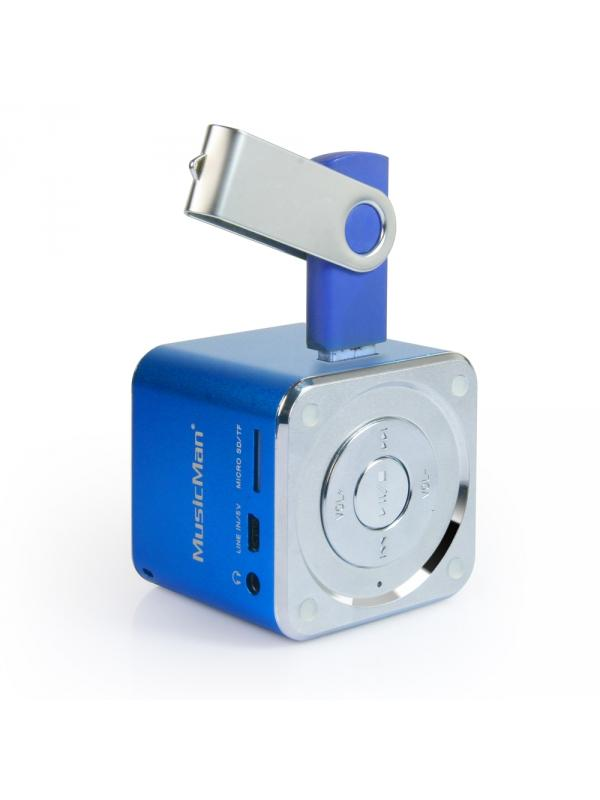 MusicMan®
LINE IN/5V
MICRO SD/TF
VOL+
VOL-